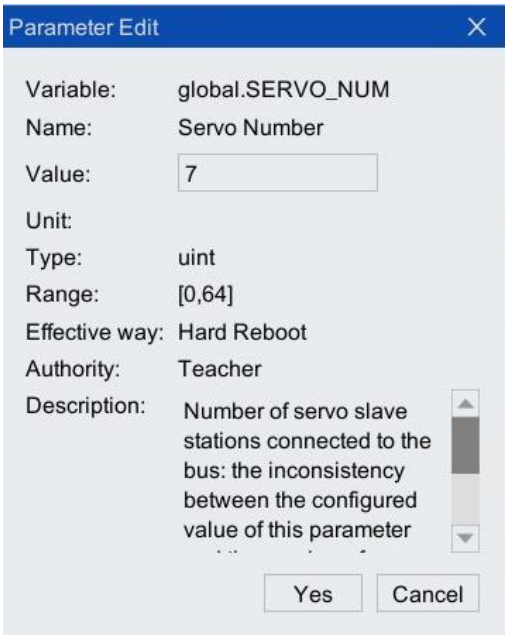 Parameter Edit
Variable: global.SERVO_NUM
Name: Servo Number
Value: 7
Unit:
Type: uint
Range: [0,64]
Effective way: Hard Reboot
Authority: Teacher
Description: Number of servo slave
stations connected to the
bus: the inconsistency
between the configured
value of this parameter
Yes Cancel